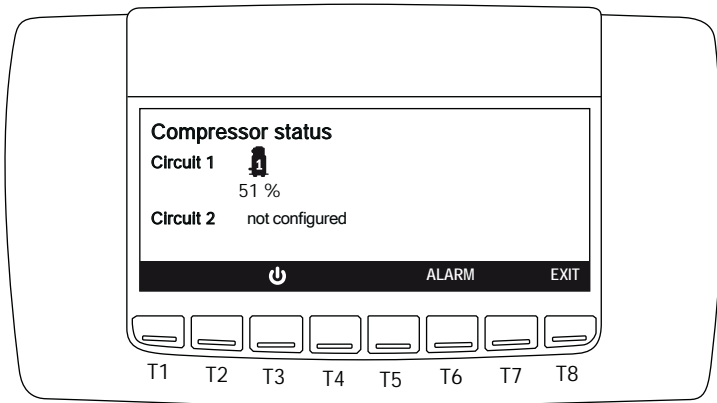 Compressor status
Circuit 1 1
51 %
Circuit 2 not configured
ALARM EXIT
T1 T2 T3 T4 T5 T6 T7 T8